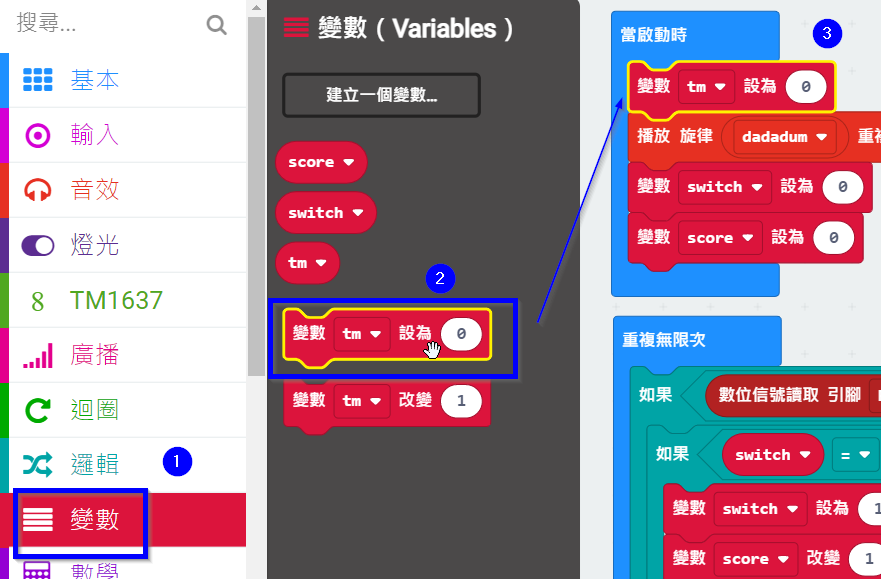 搜尋...
基本
輸入
音效
燈光
8 TM1637
廣播
迴圈
邏輯
1
變數
數學
變數 ( Variables )
建立一個變數...
score
switch
tm
2
變數 tm 設為 0
變數 tm 改變 1
3
當啟動時
變數 tm 設為 0
播放 旋律 dadadum 重複
變數 switch 設為 0
變數 score 設為 0
重複無限次
如果 數位信號讀取 引腳
如果 switch =
變數 switch 設為 1
變數 score 改變 1